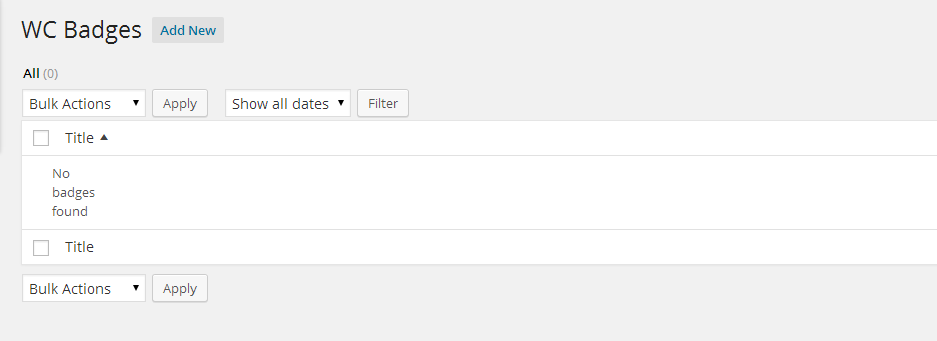 WC Badges Add New
All (0)
Bulk Actions Apply Show all dates Filter
Title
No
badges
found
Title
Bulk Actions Apply